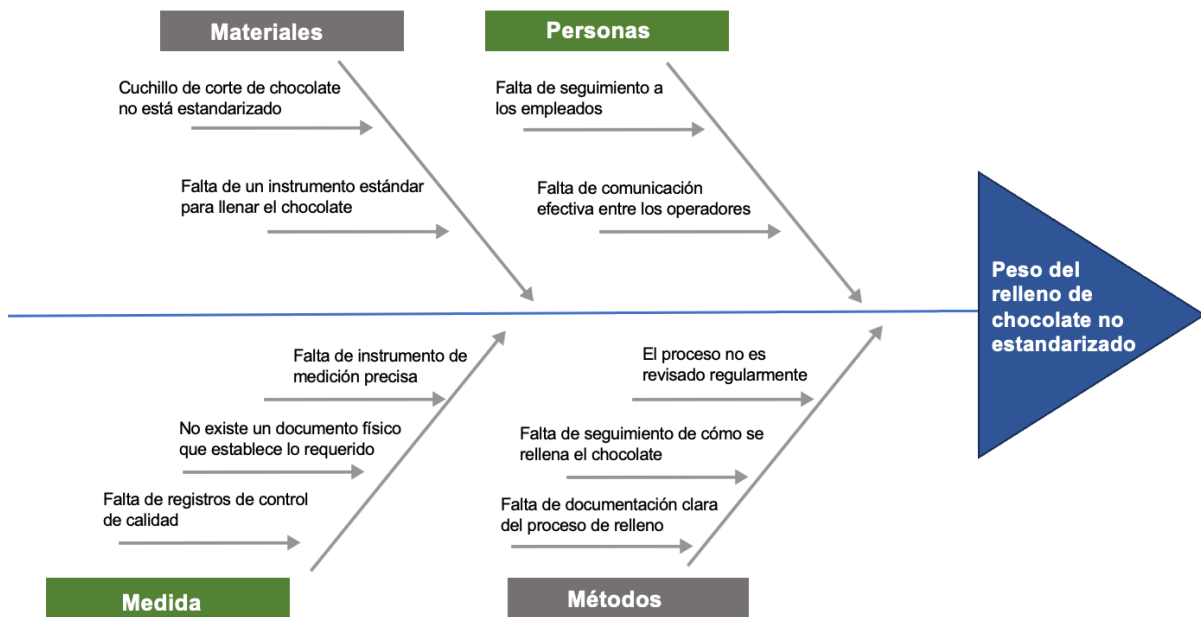 Materiales
Personas
Cuchillo de corte de chocolate
no está estandarizado
Falta de seguimiento a
los empleados
Falta de un instrumento estándar
para llenar el chocolate
Falta de comunicación
efectiva entre los operadores
Peso del
relleno de
chocolate no
estandarizado
Falta de instrumento de
medición precisa
El proceso no es
revisado regularmente
No existe un documento físico
que establece lo requerido
Falta de seguimiento de cómo se
rellena el chocolate
Falta de registros de control
de calidad
Falta de documentación clara
del proceso de relleno
Medida
Métodos